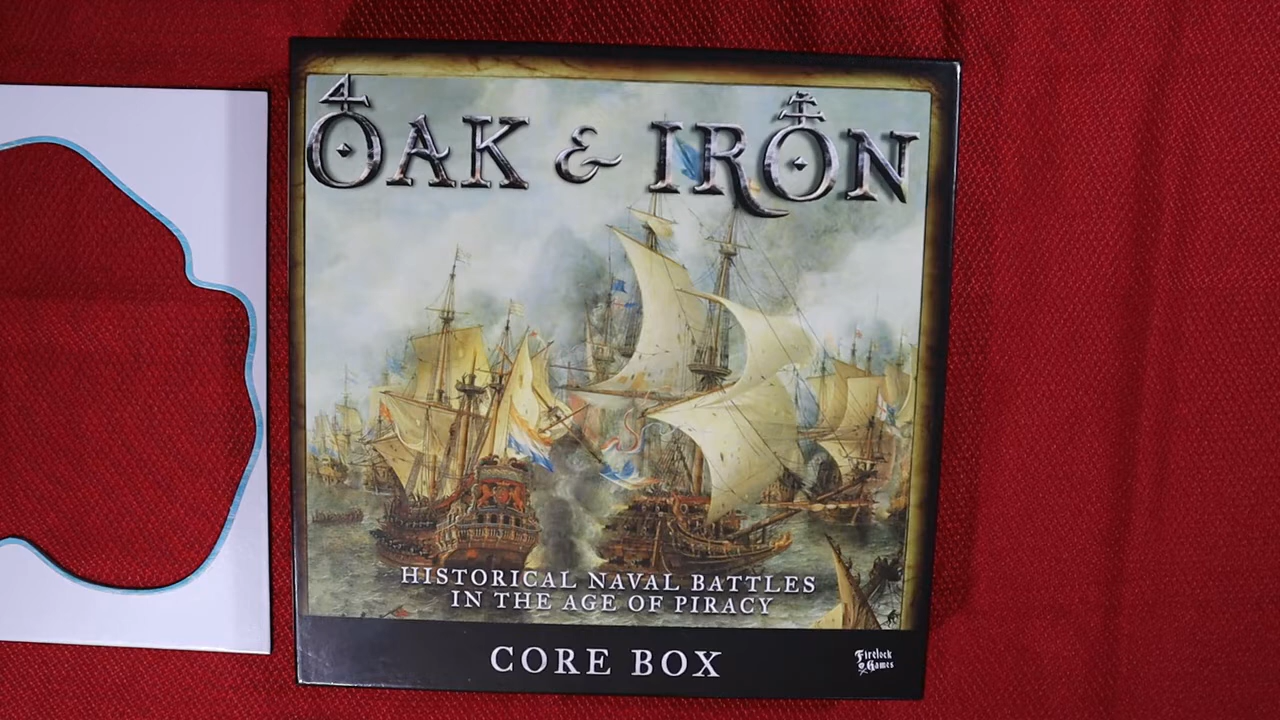 OAK & IRON
HISTORICAL NAVAL BATTLES
IN THE AGE OF PIRACY
CORE BOX
Firelock
Games